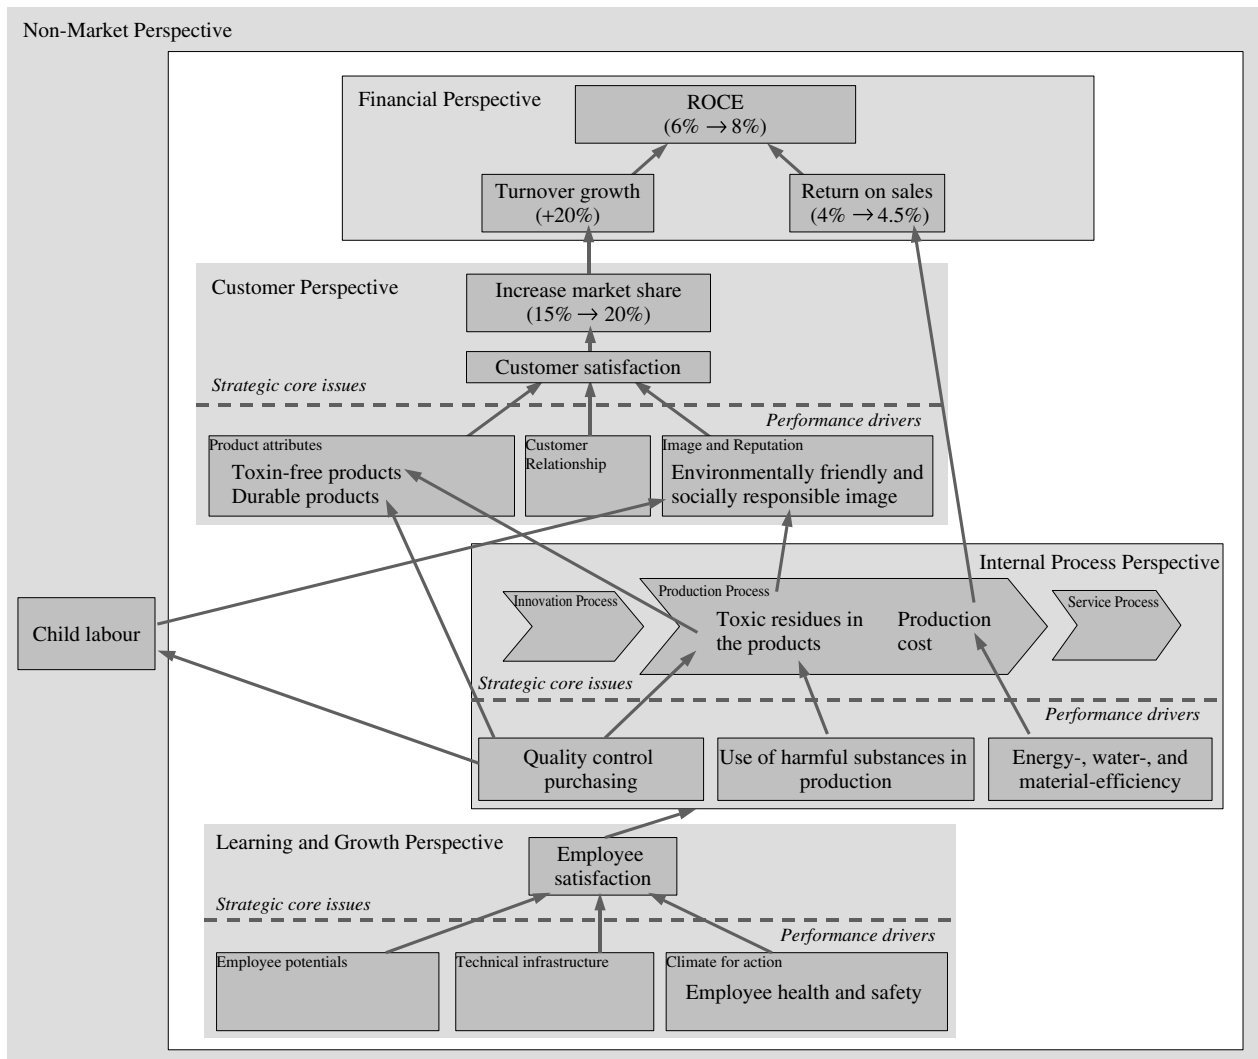 Non-Market Perspective
Financial Perspective
ROCE
(6% → 8%)
Turnover growth
(+20%)
Return on sales
(4% → 4.5%)
Customer Perspective
Increase market share
(15% → 20%)
Customer satisfaction
Strategic core issues
Performance drivers
Product attributes
Toxin-free products
Durable products
Customer
Relationship
Image and Reputation
Environmentally friendly and
socially responsible image
Internal Process Perspective
Innovation Process
Production Process
Toxic residues in
the products
Production
cost
Service Process
Child labour
Strategic core issues
Performance drivers
Quality control
purchasing
Use of harmful substances in
production
Energy-, water-, and
material-efficiency
Learning and Growth Perspective
Employee
satisfaction
Strategic core issues
Performance drivers
Employee potentials
Technical infrastructure
Climate for action
Employee health and safety